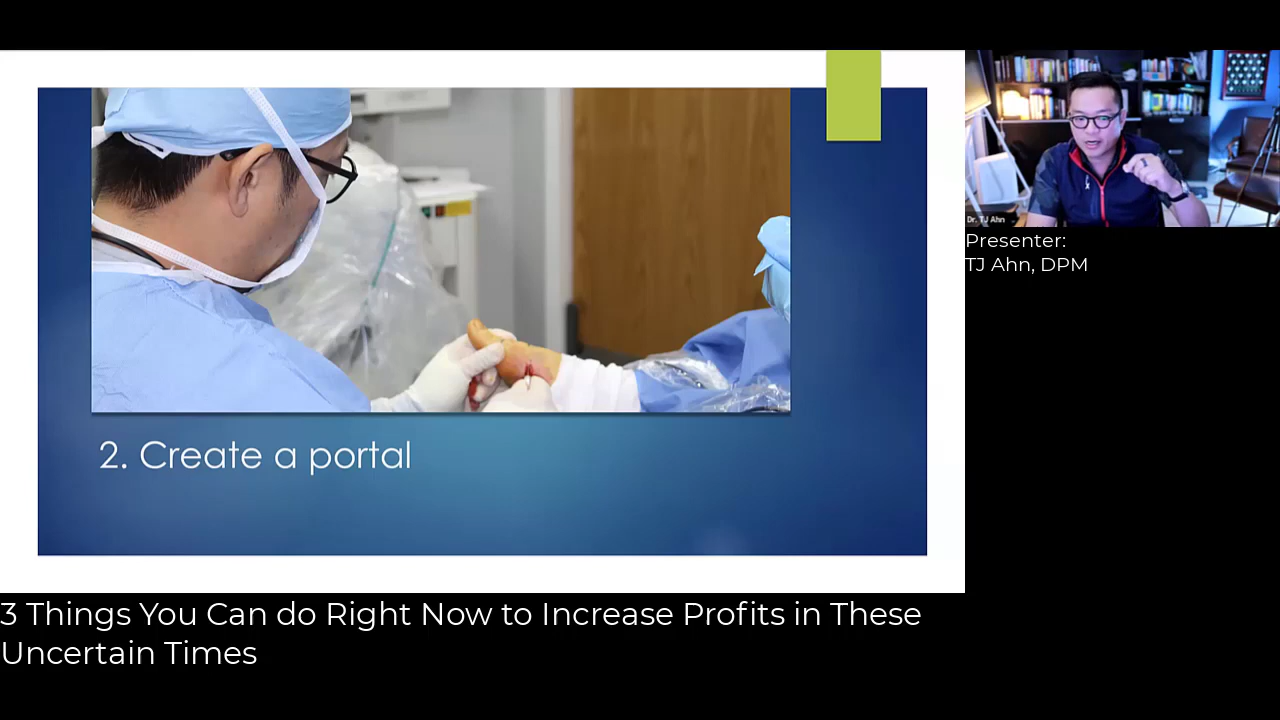 2. Create a portal
Dr. TJ Ahn
Presenter:
TJ Ahn, DPM
3 Things You Can do Right Now to Increase Profits in These
Uncertain Times